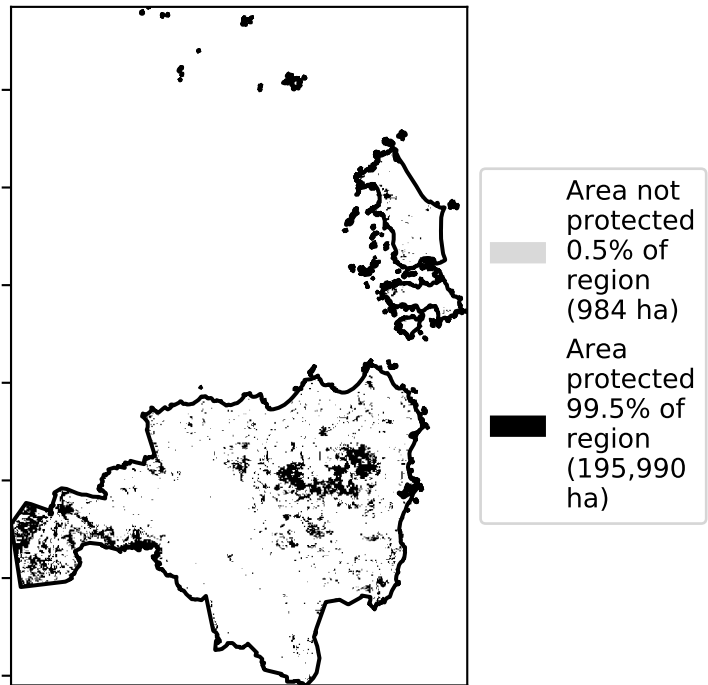 Area not
protected
0.5% of
region
(984 ha)
Area
protected
99.5% of
region
(195,990
ha)